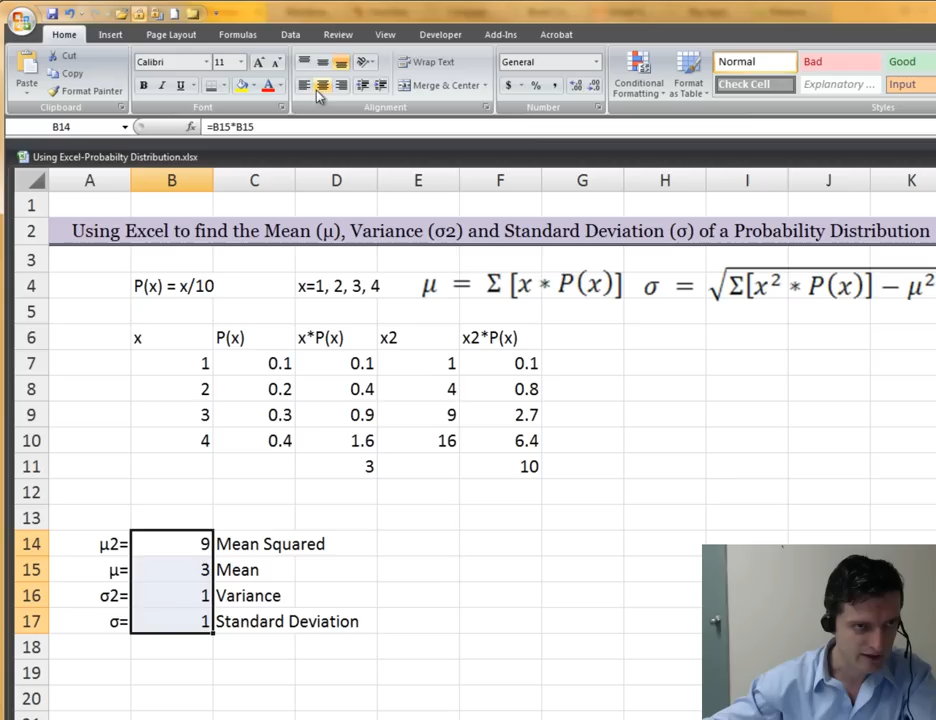 Home Insert Page Layout Formulas Data Review View Developer Add-Ins Acrobat
Cut Calibri 11 A A Wrap Text General Normal Bad Good
Paste Copy Format Painter B I U A Merge & Center $ % , Conditional Formatting Format as Table Check Cell Explanatory ... Input
Clipboard Font Alignment Number Styles
B14 fx =B15*B15
Using Excel-Probabilty Distribution.xlsx
A B C D E F G H I J K
1
2 Using Excel to find the Mean (μ), Variance (σ2) and Standard Deviation (σ) of a Probability Distribution
3
4 P(x) = x/10 x=1, 2, 3, 4 μ = Σ [x * P(x)] σ = √Σ[x² * P(x)] − μ²
5
6 x P(x) x*P(x) x2 x2*P(x)
7 1 0.1 0.1 1 0.1
8 2 0.2 0.4 4 0.8
9 3 0.3 0.9 9 2.7
10 4 0.4 1.6 16 6.4
11 3 10
12
13
14 μ2= 9 Mean Squared
15 μ= 3 Mean
16 σ2= 1 Variance
17 σ= 1 Standard Deviation
18
19
20